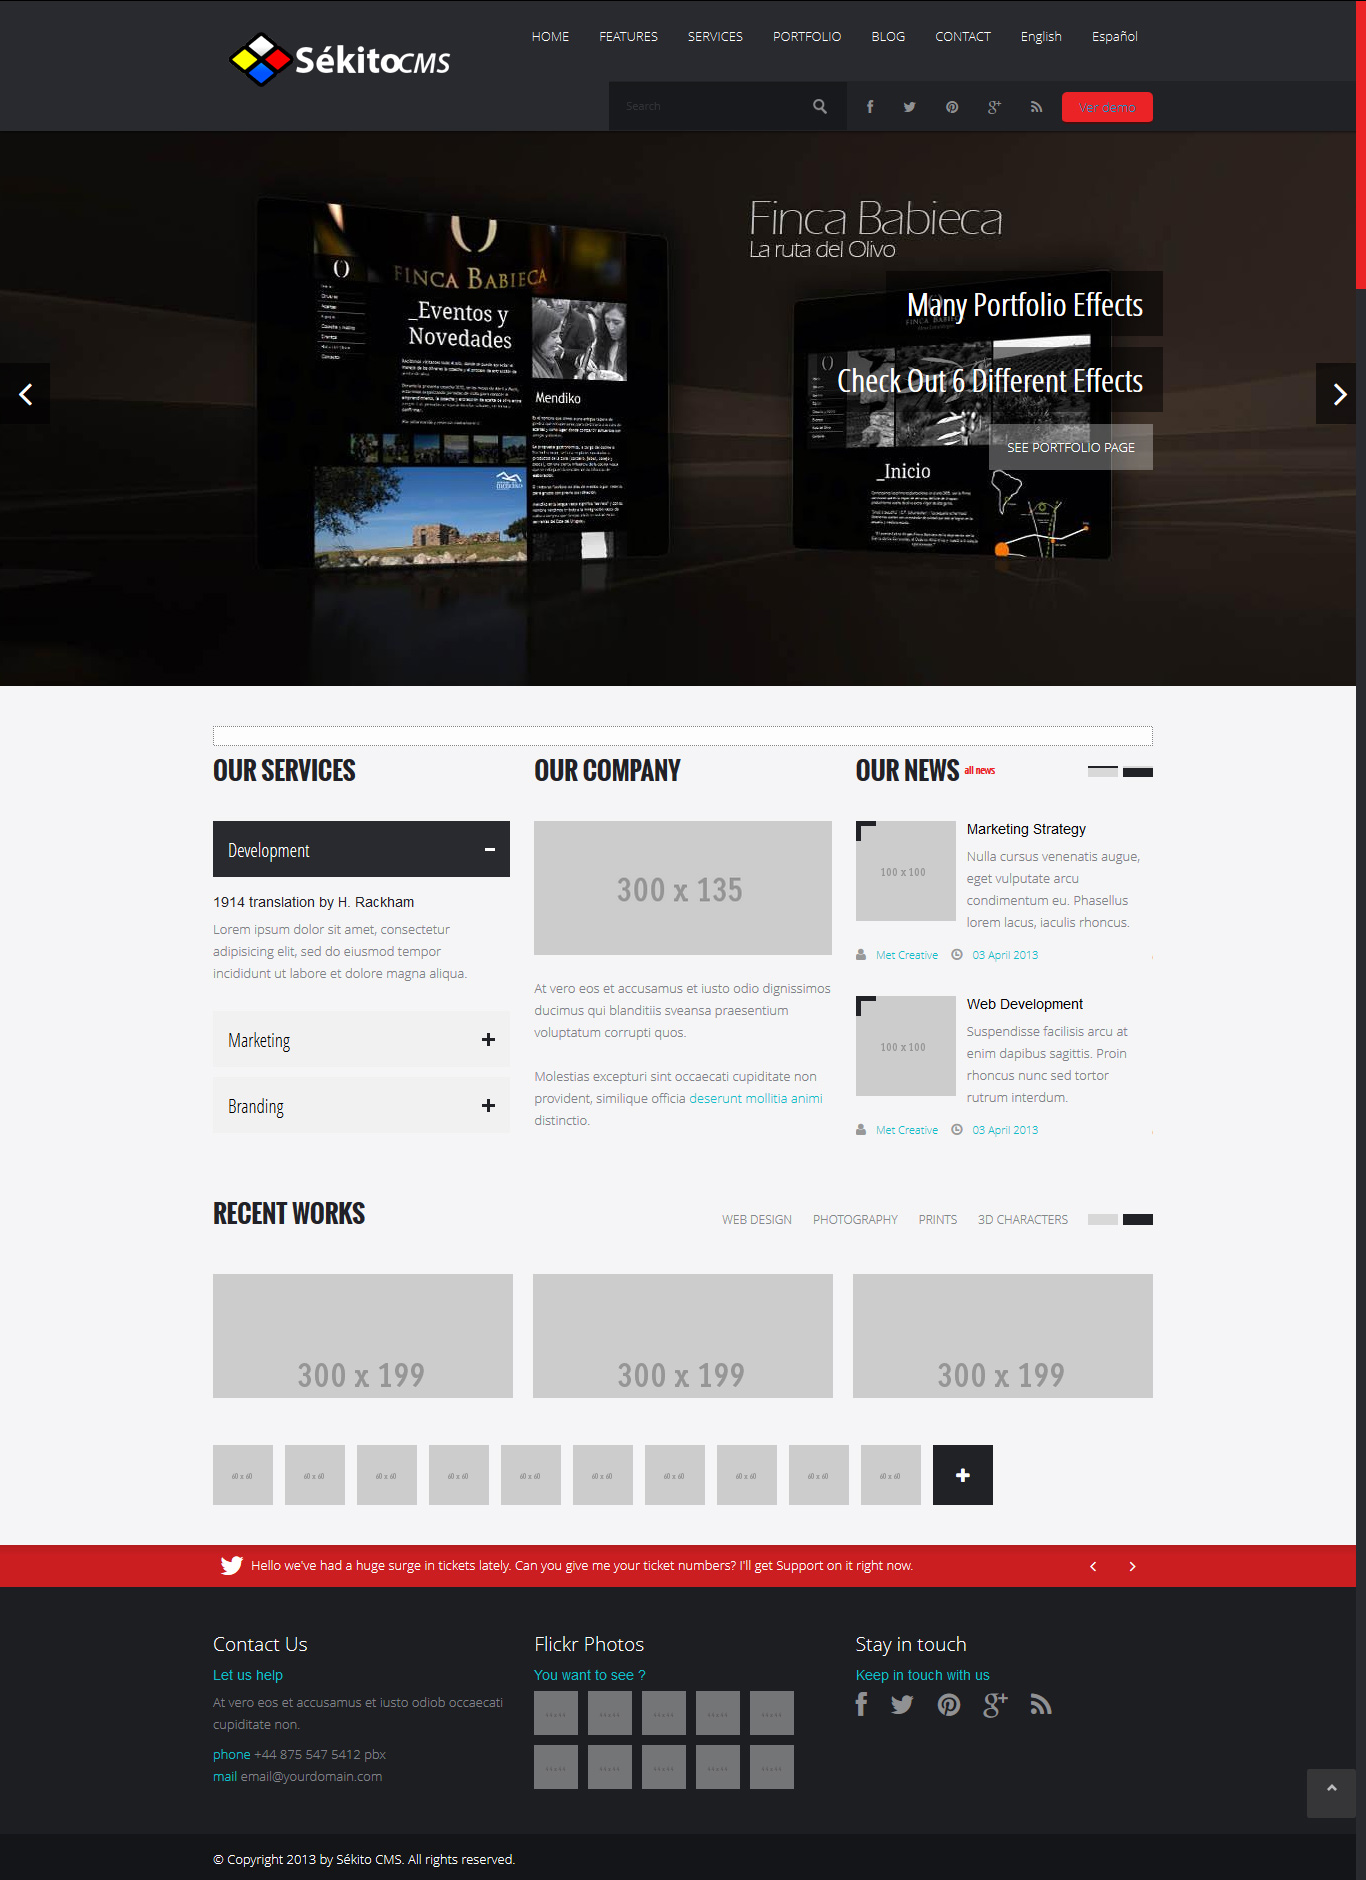 SékitoCMS
HOME FEATURES SERVICES PORTFOLIO BLOG CONTACT English Español
Search
Ver demo
Finca Babieca
La ruta del Olivo
FINCA BABIECA
_Eventos y
Novedades
Mendiko
Many Portfolio Effects
Check Out 6 Different Effects
SEE PORTFOLIO PAGE
_Inicio
OUR SERVICES
Development
1914 translation by H. Rackham
Lorem ipsum dolor sit amet, consectetur
adipisicing elit, sed do eiusmod tempor
incididunt ut labore et dolore magna aliqua.
Marketing
Branding
OUR COMPANY
300 x 135
At vero eos et accusamus et iusto odio dignissimos
ducimus qui blanditiis sveansa praesentium
voluptatum corrupti quos.
Molestias excepturi sint occaecati cupiditate non
provident, similique officia deserunt mollitia animi
distinctio.
OUR NEWS all news
100 x 100
Marketing Strategy
Nulla cursus venenatis augue,
eget vulputate arcu
condimentum eu. Phasellus
lorem lacus, iaculis rhoncus.
Met Creative 03 April 2013
100 x 100
Web Development
Suspendisse facilisis arcu at
enim dapibus sagittis. Proin
rhoncus nunc sed tortor
rutrum interdum.
Met Creative 03 April 2013
RECENT WORKS
WEB DESIGN PHOTOGRAPHY PRINTS 3D CHARACTERS
300 x 199 300 x 199 300 x 199
60 x 60 60 x 60 60 x 60 60 x 60 60 x 60 60 x 60 60 x 60 60 x 60 60 x 60 60 x 60
Hello we've had a huge surge in tickets lately. Can you give me your ticket numbers? I'll get Support on it right now.
Contact Us
Let us help
At vero eos et accusamus et iusto odiob occaecati
cupiditate non.
phone +44 875 547 5412 pbx
mail email@yourdomain.com
Flickr Photos
You want to see ?
Stay in touch
Keep in touch with us
© Copyright 2013 by Sékito CMS. All rights reserved.